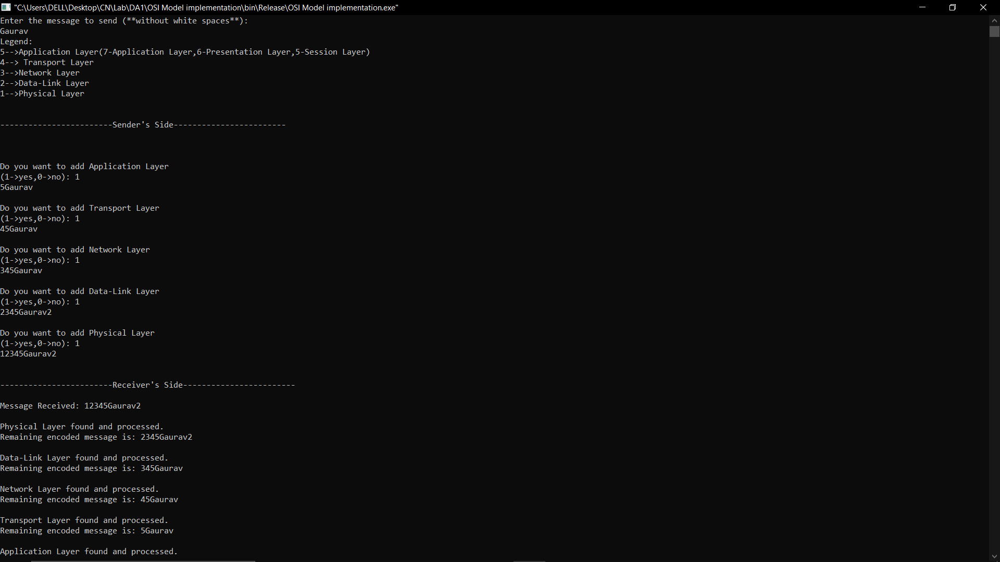 "C:\Users\DELL\Desktop\CN\Lab\DA1\OSI Model implementation\bin\Release\OSI Model implementation.exe"
Enter the message to send (**without white spaces**):
Gaurav
Legend:
5-->Application Layer(7-Application Layer,6-Presentation Layer,5-Session Layer)
4--> Transport Layer
3-->Network Layer
2-->Data-Link Layer
1-->Physical Layer
------------------------Sender's Side------------------------
Do you want to add Application Layer
(1->yes,0->no): 1
5Gaurav
Do you want to add Transport Layer
(1->yes,0->no): 1
45Gaurav
Do you want to add Network Layer
(1->yes,0->no): 1
345Gaurav
Do you want to add Data-Link Layer
(1->yes,0->no): 1
2345Gaurav2
Do you want to add Physical Layer
(1->yes,0->no): 1
12345Gaurav2
------------------------Receiver's Side------------------------
Message Received: 12345Gaurav2
Physical Layer found and processed.
Remaining encoded message is: 2345Gaurav2
Data-Link Layer found and processed.
Remaining encoded message is: 345Gaurav
Network Layer found and processed.
Remaining encoded message is: 45Gaurav
Transport Layer found and processed.
Remaining encoded message is: 5Gaurav
Application Layer found and processed.